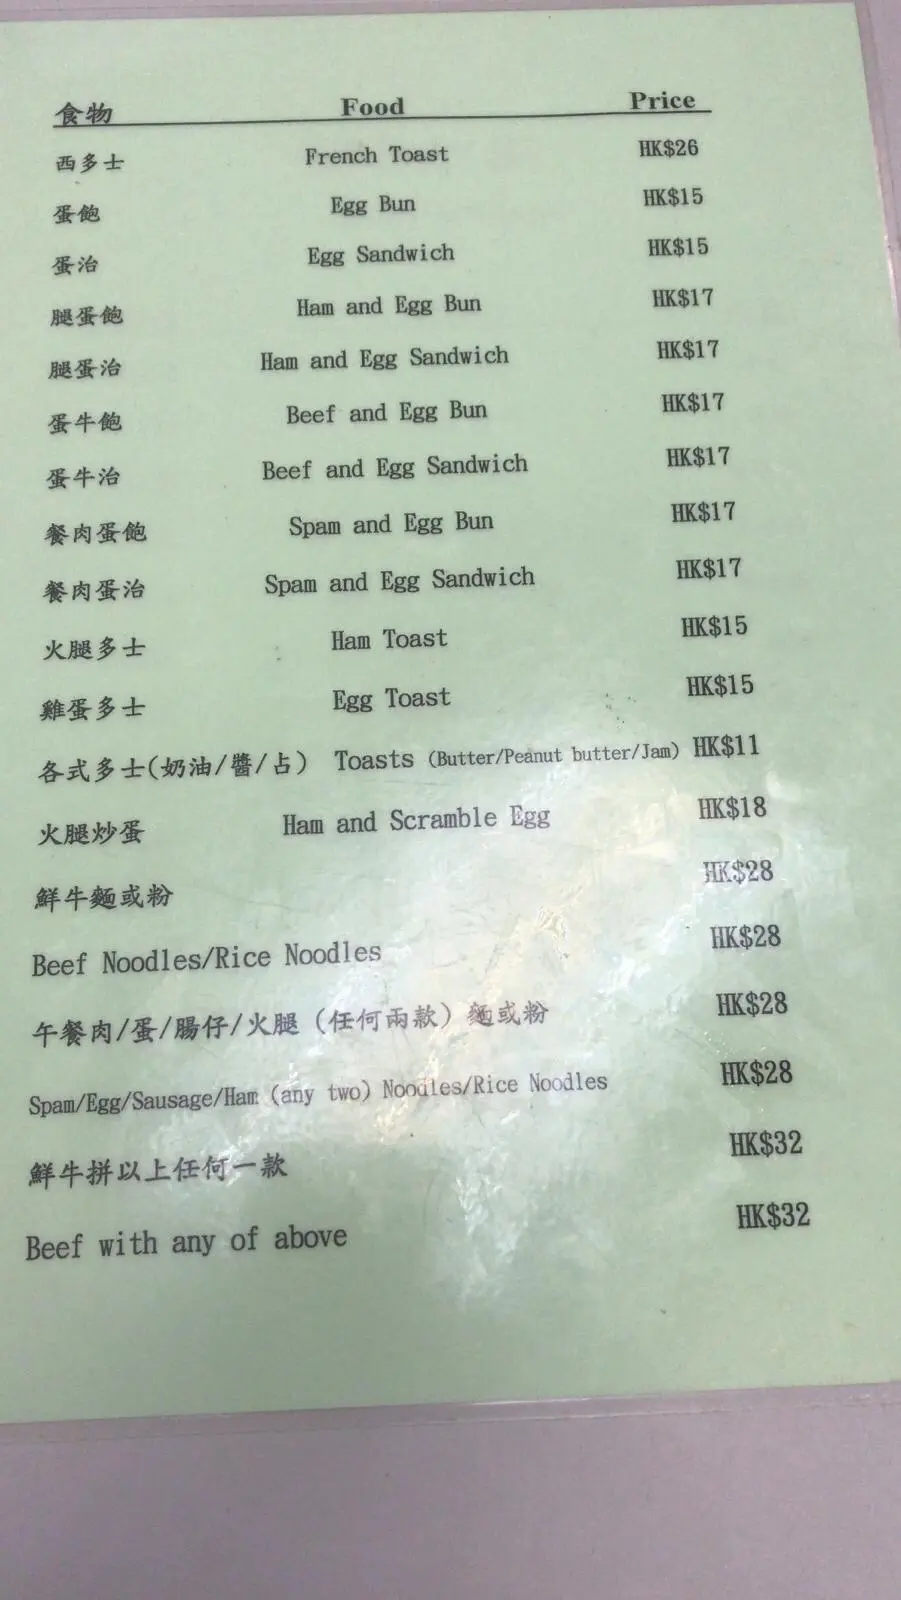 食物 Food Price
西多士 French Toast HK$26
蛋飽 Egg Bun HK$15
蛋治 Egg Sandwich HK$15
腿蛋飽 Ham and Egg Bun HK$17
腿蛋治 Ham and Egg Sandwich HK$17
蛋牛飽 Beef and Egg Bun HK$17
蛋牛治 Beef and Egg Sandwich HK$17
餐肉蛋飽 Spam and Egg Bun HK$17
餐肉蛋治 Spam and Egg Sandwich HK$17
火腿多士 Ham Toast HK$15
雞蛋多士 Egg Toast HK$15
各式多士(奶油/醬/占) Toasts (Butter/Peanut butter/Jam) HK$11
火腿炒蛋 Ham and Scramble Egg HK$18
鮮牛麵或粉 HK$28
Beef Noodles/Rice Noodles HK$28
午餐肉/蛋/腸仔/火腿 (任何兩款) 麵或粉 HK$28
Spam/Egg/Sausage/Ham (any two) Noodles/Rice Noodles HK$28
鮮牛拼以上任何一款 HK$32
Beef with any of above HK$32